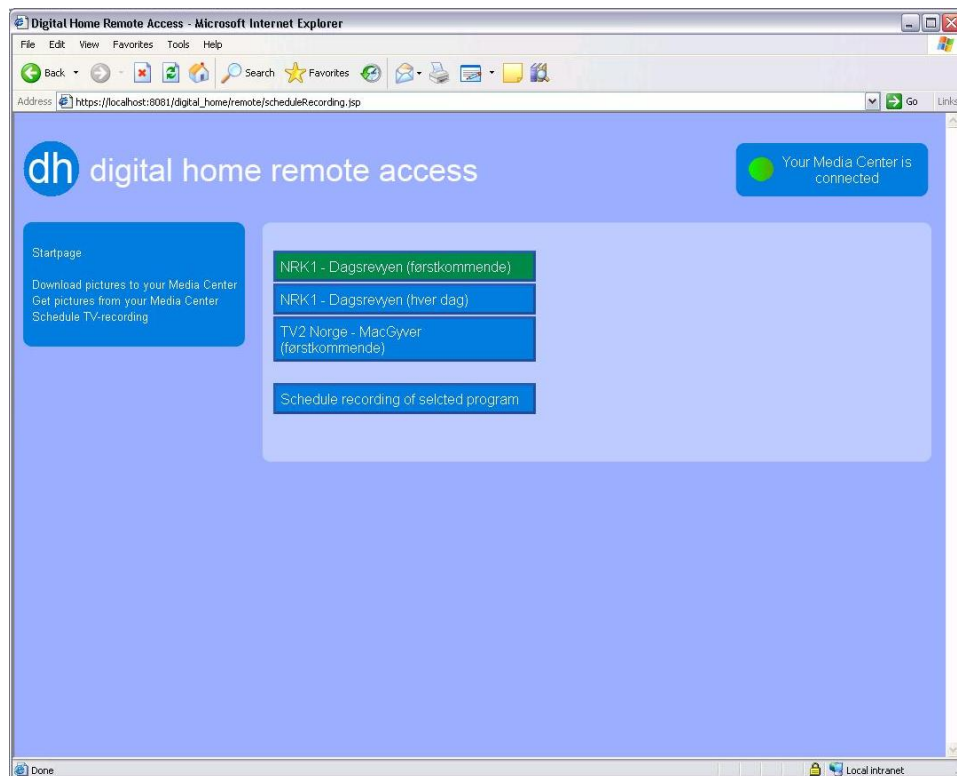 Digital Home Remote Access - Microsoft Internet Explorer
File Edit View Favorites Tools Help
Back Search Favorites
Address https://localhost:8081/digital_home/remote/scheduleRecording.jsp Go Links
dh digital home remote access
Your Media Center is
connected
Startpage
Download pictures to your Media Center
Get pictures from your Media Center
Schedule TV-recording
NRK1 - Dagsrevyen (førstkommende)
NRK1 - Dagsrevyen (hver dag)
TV2 Norge - MacGyver
(førstkommende)
Schedule recording of selcted program
Done Local intranet